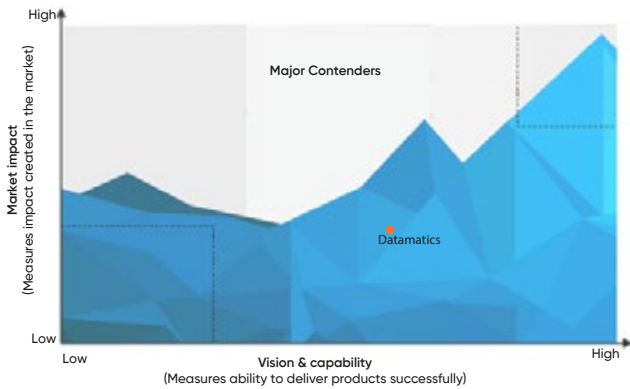 High
Major Contenders
Market impact
(Measures impact created in the market)
Datamatics
Low
Low
High
Vision & capability
(Measures ability to deliver products successfully)